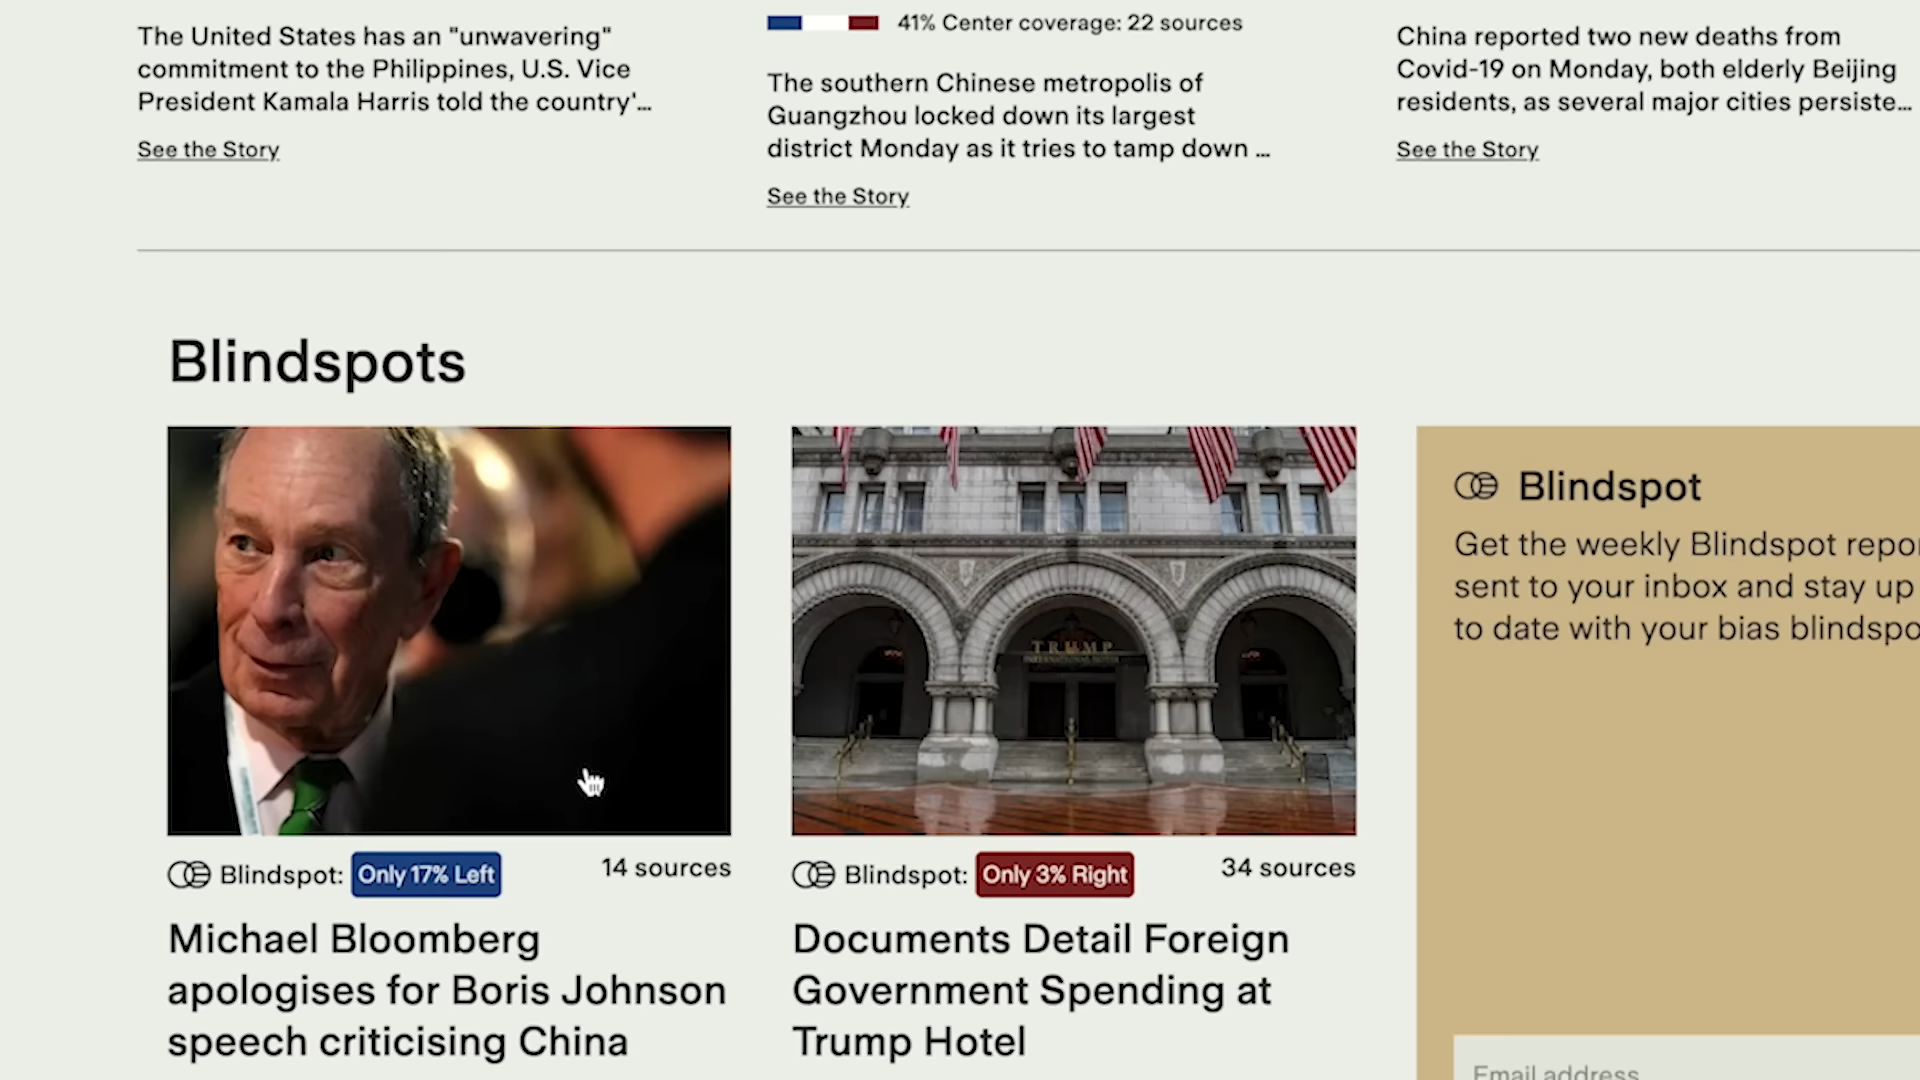 The United States has an "unwavering"
commitment to the Philippines, U.S. Vice
President Kamala Harris told the country'...
See the Story
41% Center coverage: 22 sources
The southern Chinese metropolis of
Guangzhou locked down its largest
district Monday as it tries to tamp down ...
See the Story
China reported two new deaths from
Covid-19 on Monday, both elderly Beijing
residents, as several major cities persiste...
See the Story
Blindspots
TRUMP
Blindspot: Only 17% Left 14 sources
Michael Bloomberg
apologises for Boris Johnson
speech criticising China
Blindspot: Only 3% Right 34 sources
Documents Detail Foreign
Government Spending at
Trump Hotel
Blindspot
Get the weekly Blindspot repor
sent to your inbox and stay up
to date with your bias blindspo
Email address